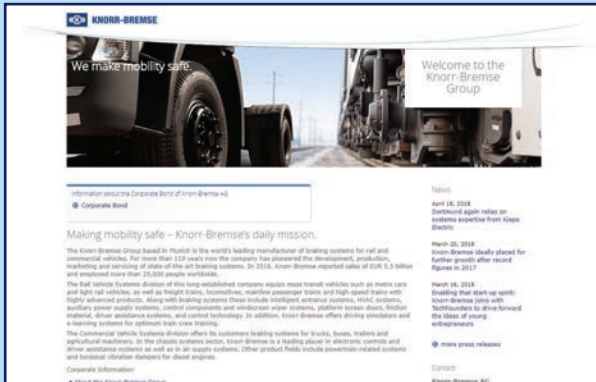 KNORR-BREMSE
We make mobility safe.
Welcome to the
Knorr-Bremse
Group
Information about the Corporate Bond of Knorr-Bremse AG
Corporate Bond
Making mobility safe – Knorr-Bremse's daily mission.
The Knorr-Bremse Group based in Munich is the world's leading manufacturer of braking systems for rail and
commercial vehicles. For more than 110 years now the company has pioneered the development, production,
marketing and servicing of state-of-the-art braking systems. In 2016, Knorr-Bremse reported sales of EUR 5.5 billion
and employed more than 25,000 people worldwide.
The Rail Vehicle Systems division of this long-established company equips mass transit vehicles such as metro cars
and light rail vehicles, as well as freight trains, locomotives, mainline passenger trains and high-speed trains with
highly advanced products. Along with braking systems these include intelligent entrance systems, HVAC systems,
auxiliary power supply systems, control components and windscreen wiper systems, platform screen doors, friction
material, driver assistance systems, and control technology. In addition, Knorr-Bremse offers driving simulators and
e-learning systems for optimum train crew training.
The Commercial Vehicle Systems division offers its customers braking systems for trucks, buses, trailers and
agricultural machinery. In the chassis systems sector, Knorr-Bremse is a leading player in electronic controls and
driver assistance systems as well as in air supply systems. Other product fields include powertrain-related systems
and torsional vibration dampers for diesel engines.
Corporate Information:
About the Knorr-Bremse Group
News
April 18, 2018
Dortmund again relies on
systems expertise from Kiepe
Electric
March 20, 2018
Knorr-Bremse ideally placed for
further growth after record
figures in 2017
March 16, 2018
Enabling that start-up spirit:
Knorr-Bremse joins with
TechFounders to drive forward
the ideas of young
entrepreneurs
more press releases
Contact
Knorr-Bremse AG